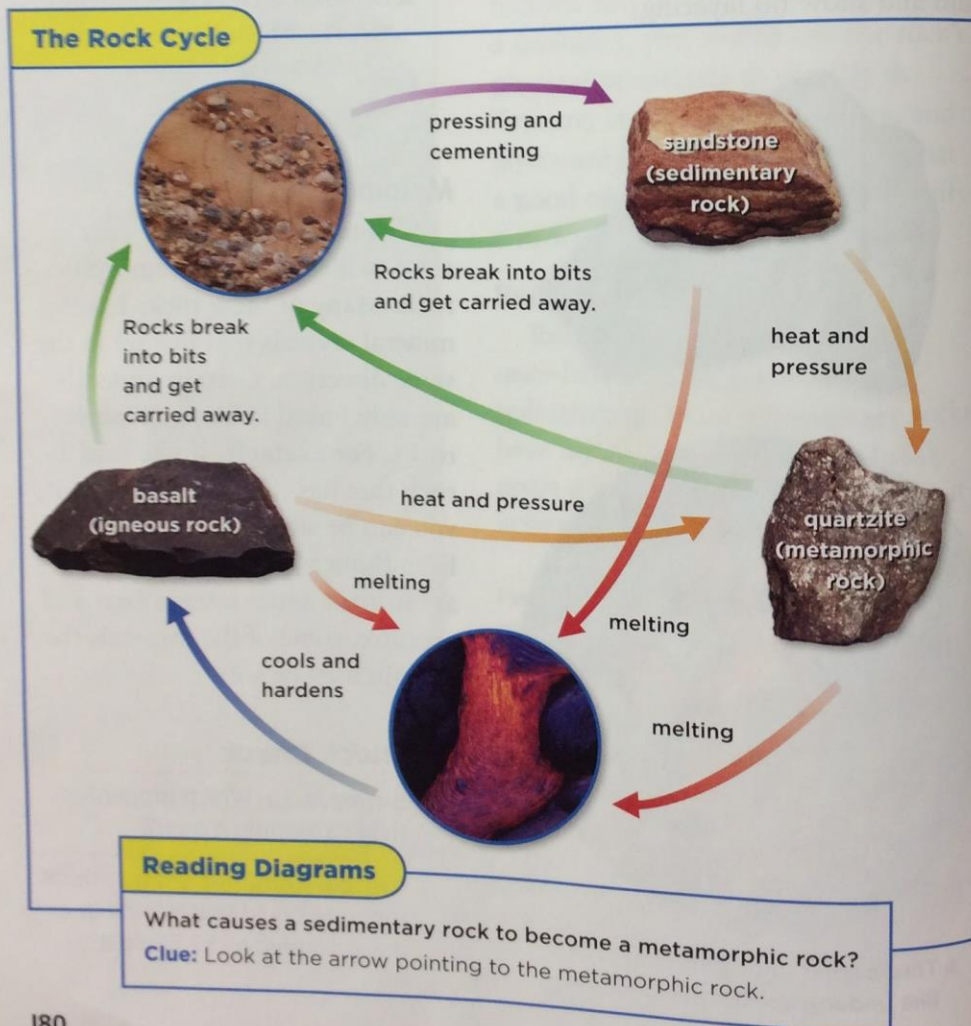 The Rock Cycle
pressing and
cementing
sandstone
(sedimentary
rock)
Rocks break into bits
and get carried away.
heat and
pressure
Rocks break
into bits
and get
carried away.
basalt
(igneous rock)
heat and pressure
quartzite
(metamorphic
rock)
melting
melting
cools and
hardens
melting
Reading Diagrams
What causes a sedimentary rock to become a metamorphic rock?
Clue: Look at the arrow pointing to the metamorphic rock.
180